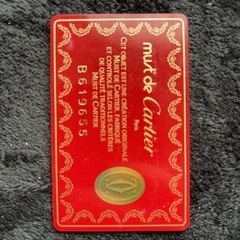 must de Cartier
Paris
CET OBJET EST UNE CRÉATION ORIGINALE
MUST DE CARTIER, FABRIQUÉ
ET CONTRÔLÉ SELON LES CRITÈRES
DE QUALITÉ TRADITIONNELS
MUST DE CARTIER
B619655